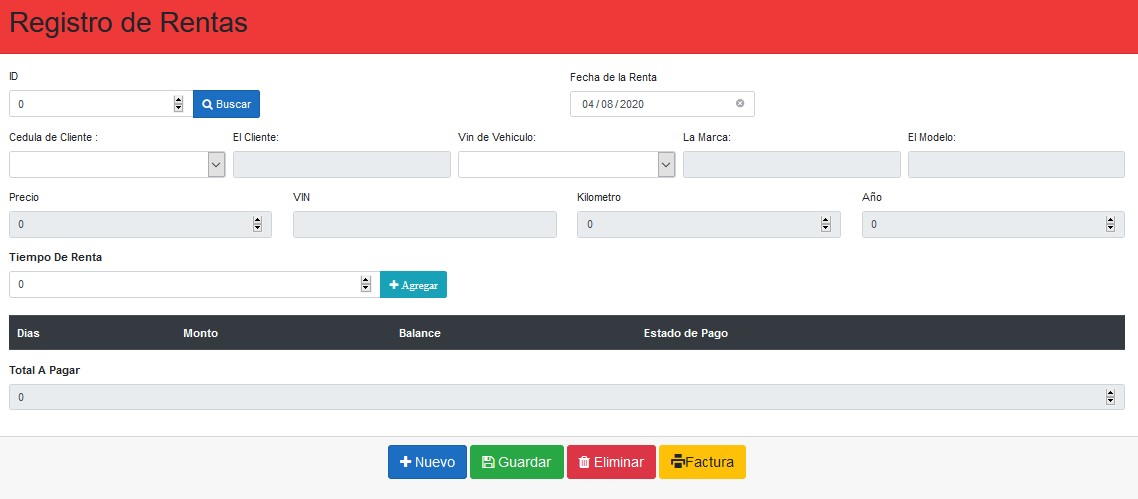 Registro de Rentas
ID
Fecha de la Renta
0
Buscar
04 / 08 / 2020
Cedula de Cliente :
El Cliente:
Vin de Vehiculo:
La Marca:
El Modelo:
Precio
VIN
Kilometro
Año
0
0
0
Tiempo De Renta
0
Agregar
Dias
Monto
Balance
Estado de Pago
Total A Pagar
0
Nuevo
Guardar
Eliminar
Factura